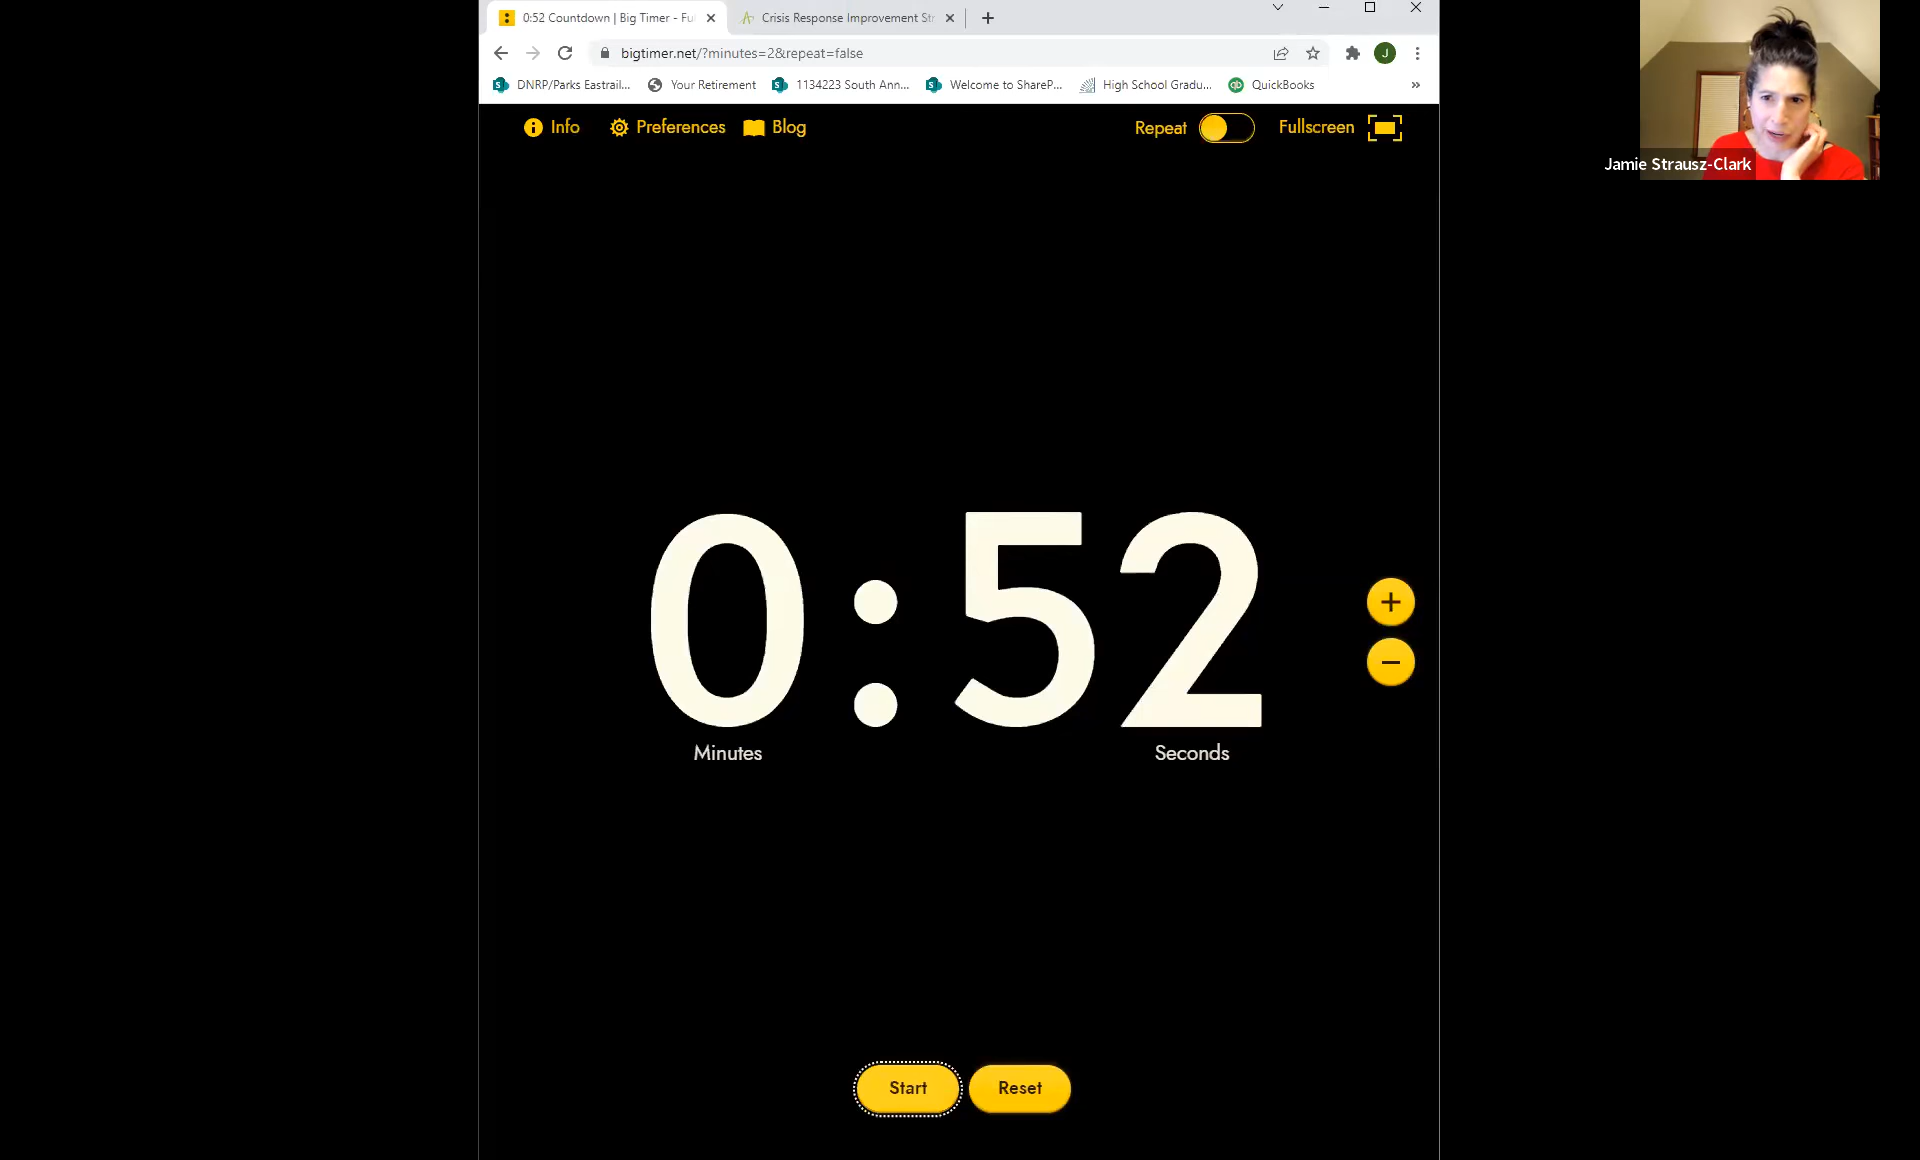 0:52 Countdown | Big Timer - Fu
Crisis Response Improvement Str
bigtimer.net/?minutes=2&repeat=false
J
DNRP/Parks Eastrail...
Your Retirement
1134223 South Ann...
Welcome to ShareP...
High School Gradu...
QuickBooks
»
Info
Preferences
Blog
Repeat
Fullscreen
Jamie Strausz-Clark
0:52
Minutes
Seconds
Start
Reset